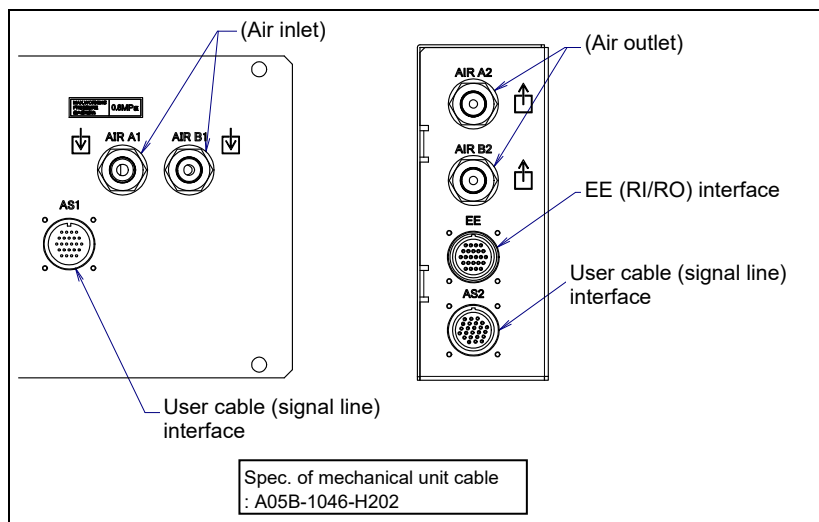 (Air inlet)
0.6MPa
AIR A1
AIR B1
AS1
User cable (signal line)
interface
(Air outlet)
AIR A2
AIR B2
EE (RI/RO) interface
EE
User cable (signal line)
interface
AS2
Spec. of mechanical unit cable
: A05B-1046-H202